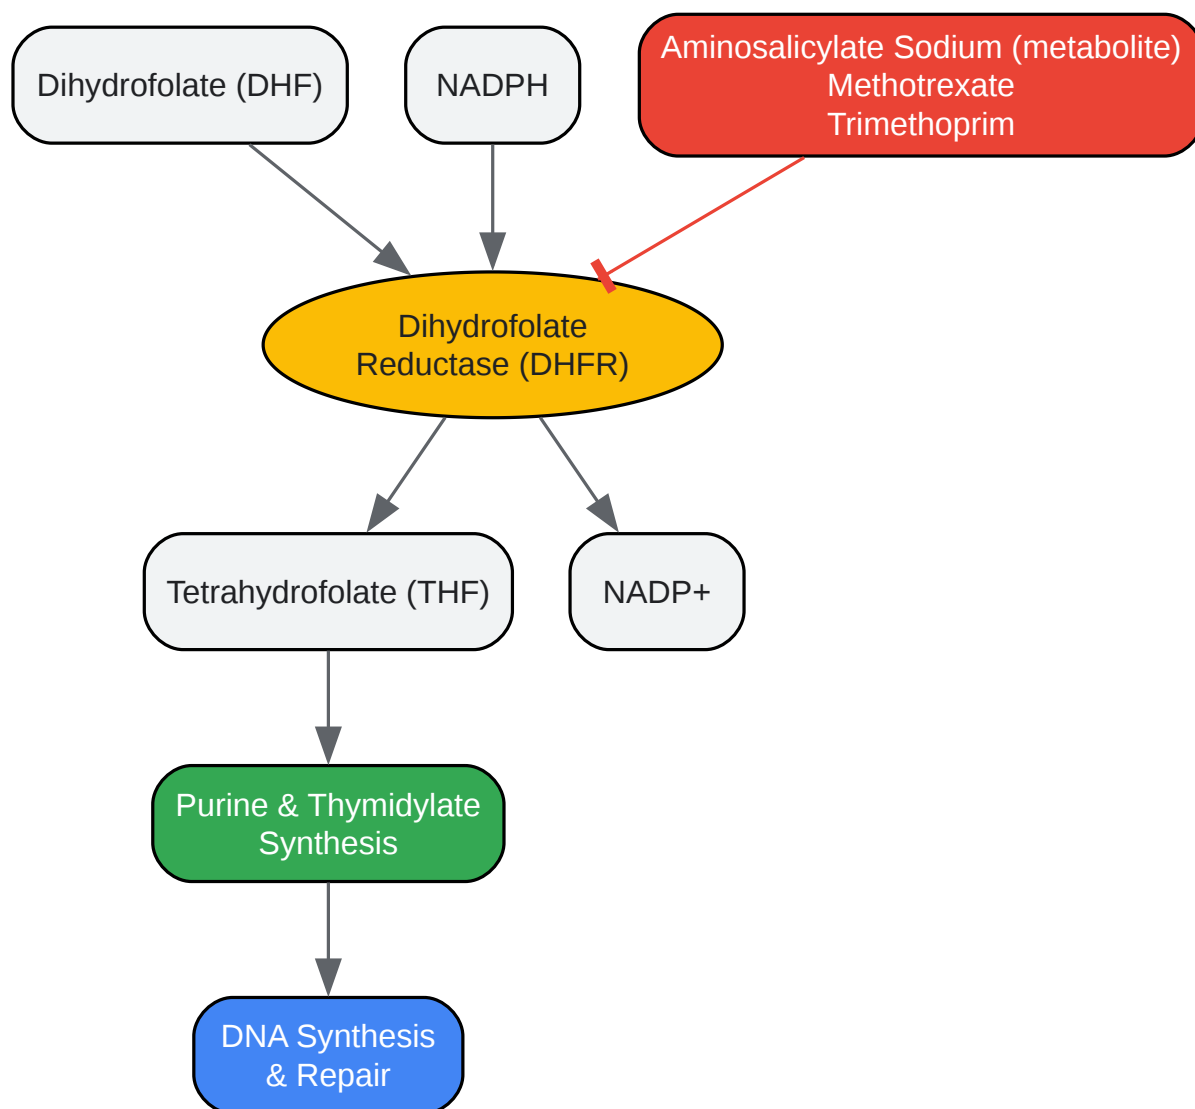 Dihydrofolate (DHF)
NADPH
Aminosalicylate Sodium (metabolite)
Methotrexate
Trimethoprim
Dihydrofolate
Reductase (DHFR)
Tetrahydrofolate (THF)
NADP+
Purine & Thymidylate
Synthesis
DNA Synthesis
& Repair